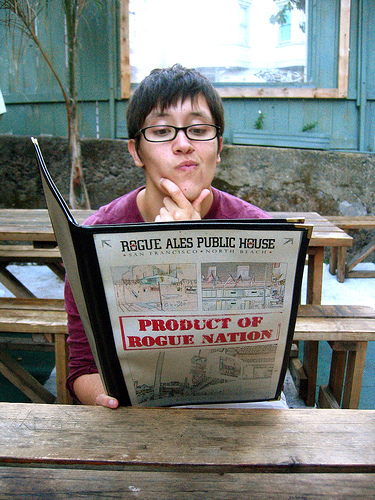 ROGUE ALES PUBLIC HOUSE
• SAN FRANCISCO • NORTH BEACH •
PRODUCT OF
ROGUE NATION